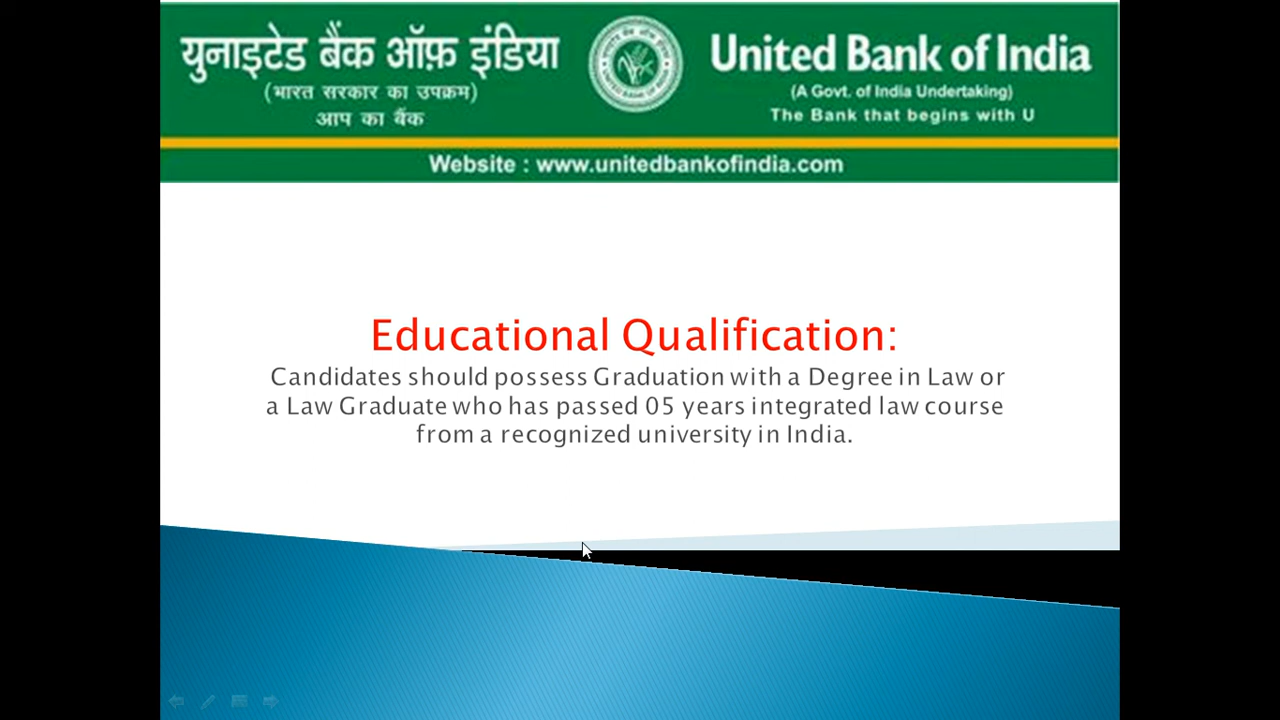 युनाइटेड बैंक ऑफ़ इंडिया
(भारत सरकार का उपक्रम)
आप का बैंक
United Bank of India
(A Govt. of India Undertaking)
The Bank that begins with U
Website : www.unitedbankofindia.com
Educational Qualification:
Candidates should possess Graduation with a Degree in Law or
a Law Graduate who has passed 05 years integrated law course
from a recognized university in India.